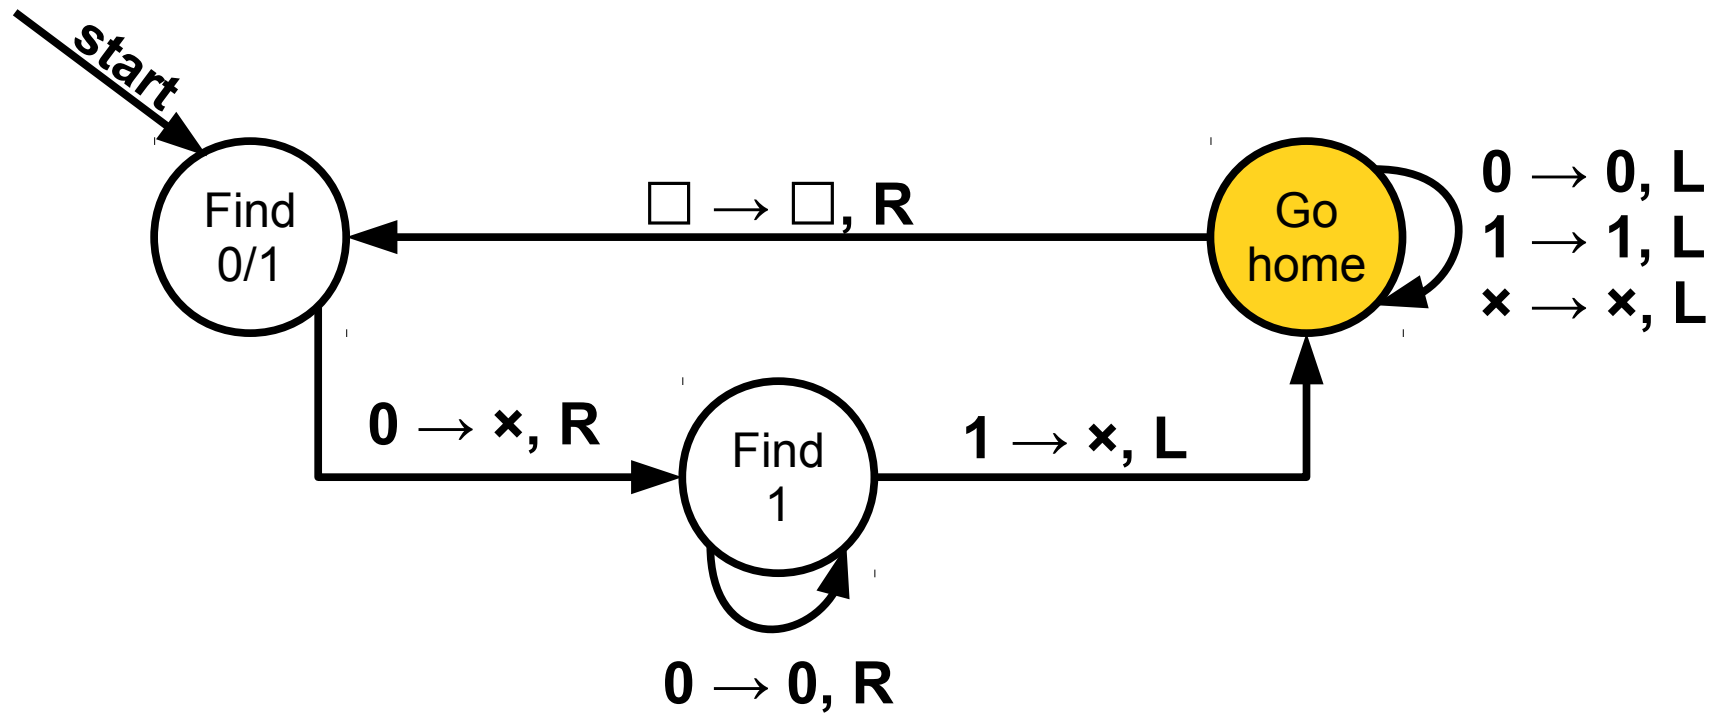 start
Find
0/1
□ → □, R
Go
home
0 → 0, L
1 → 1, L
× → ×, L
0 → ×, R
Find
1
1 → ×, L
0 → 0, R